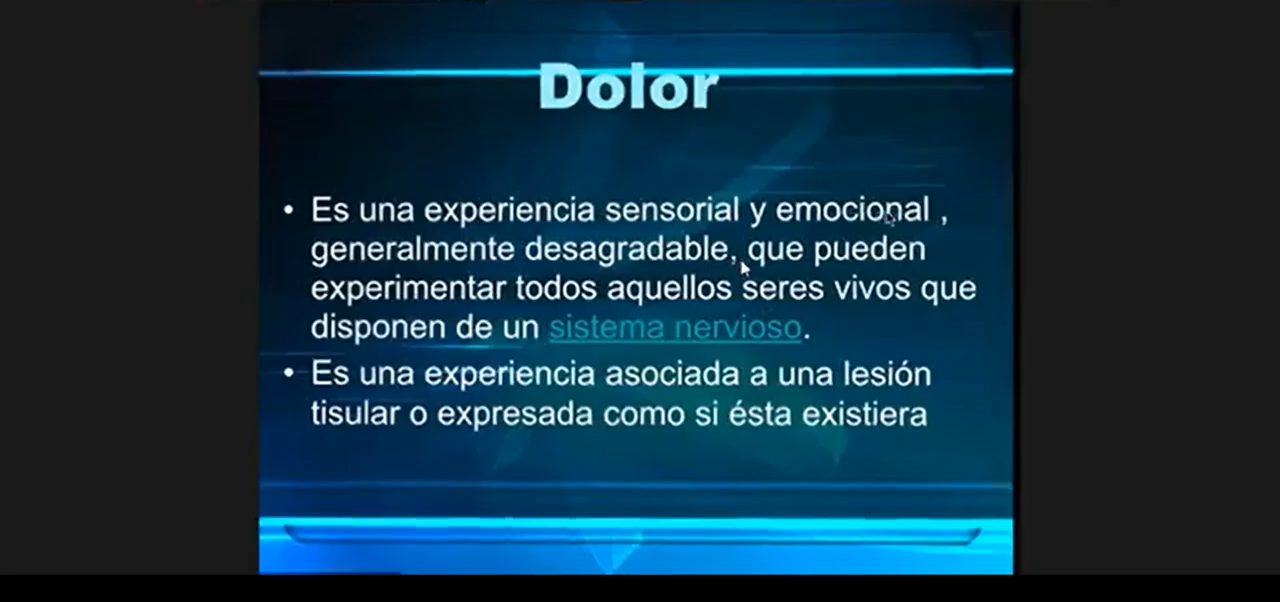 Dolor
• Es una experiencia sensorial y emocional ,
generalmente desagradable, que pueden
experimentar todos aquellos seres vivos que
disponen de un sistema nervioso.
• Es una experiencia asociada a una lesión
tisular o expresada como si ésta existiera